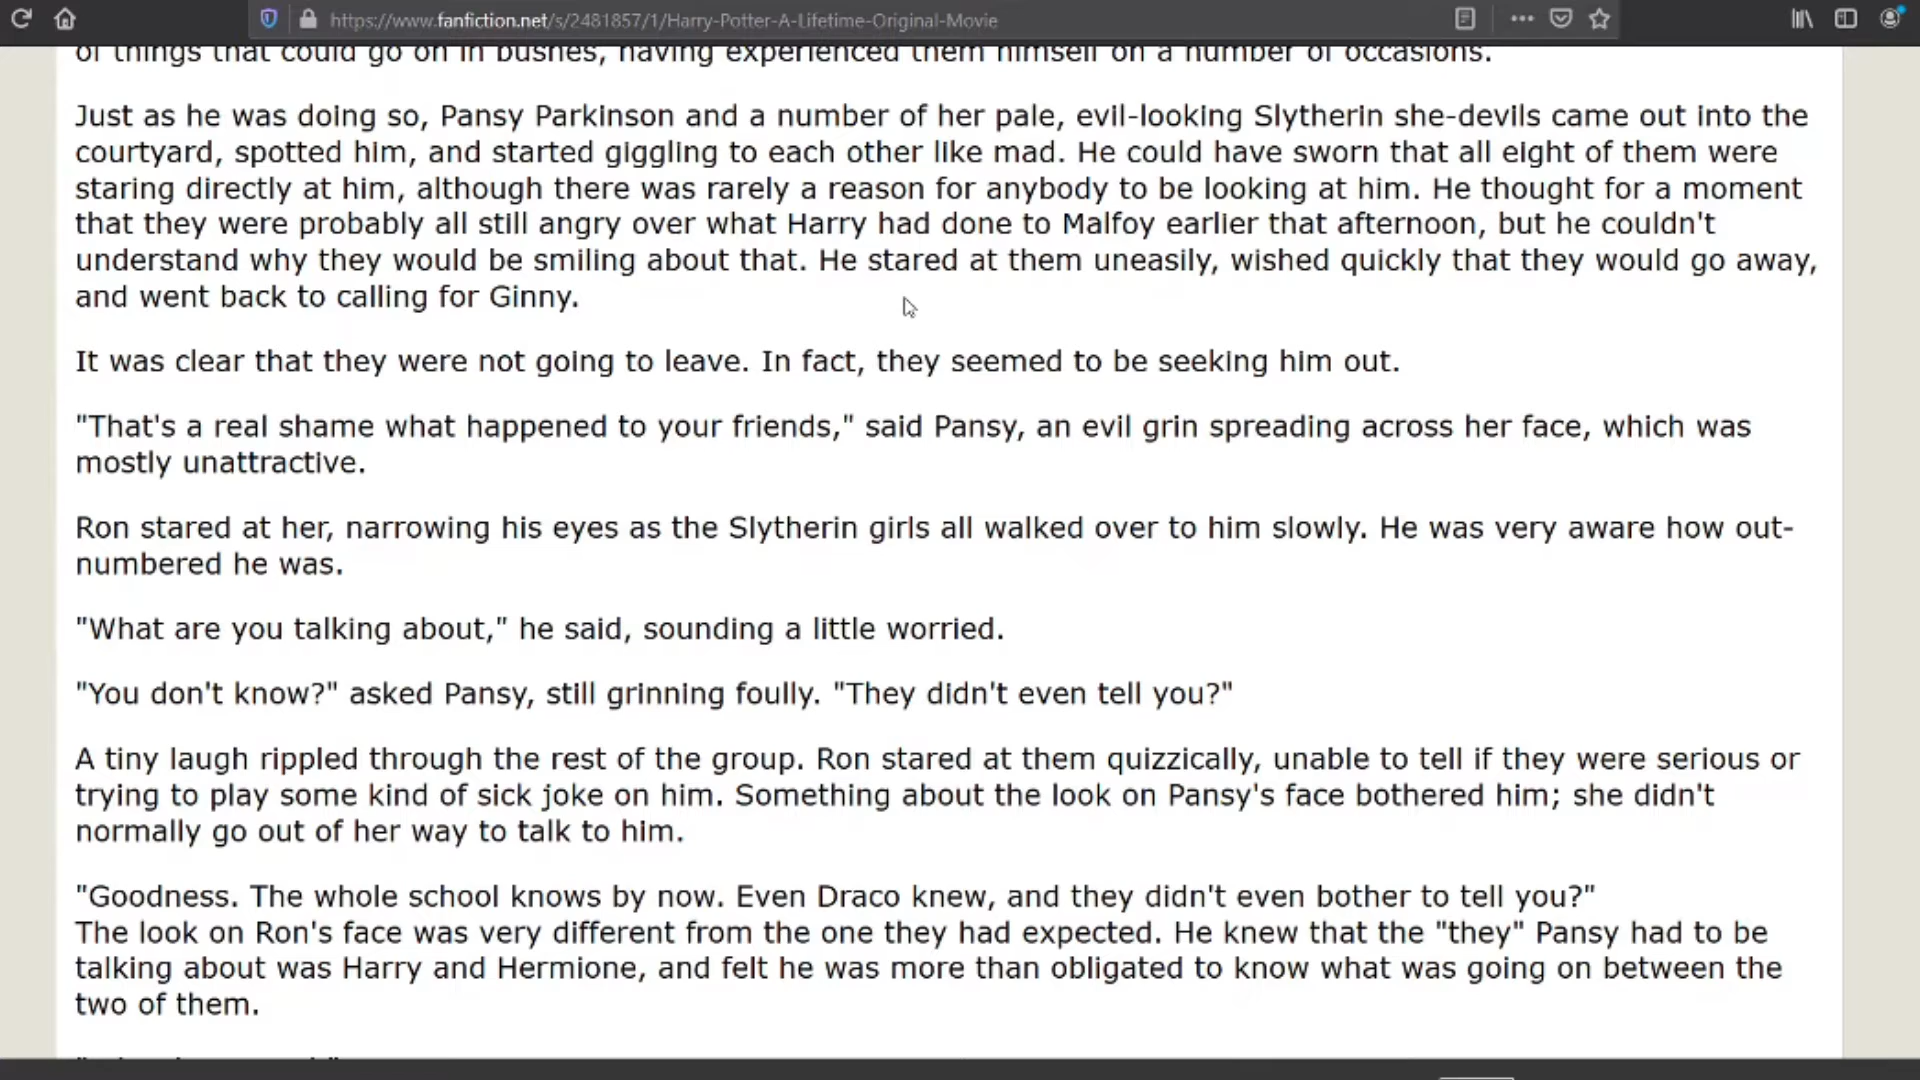 https://www.fanfiction.net/s/2481857/1/Harry-Potter-A-Lifetime-Original-Movie
of things that could go on in bushes, having experienced them himself on a number of occasions.
Just as he was doing so, Pansy Parkinson and a number of her pale, evil-looking Slytherin she-devils came out into the
courtyard, spotted him, and started giggling to each other like mad. He could have sworn that all eight of them were
staring directly at him, although there was rarely a reason for anybody to be looking at him. He thought for a moment
that they were probably all still angry over what Harry had done to Malfoy earlier that afternoon, but he couldn't
understand why they would be smiling about that. He stared at them uneasily, wished quickly that they would go away,
and went back to calling for Ginny.
It was clear that they were not going to leave. In fact, they seemed to be seeking him out.
"That's a real shame what happened to your friends," said Pansy, an evil grin spreading across her face, which was
mostly unattractive.
Ron stared at her, narrowing his eyes as the Slytherin girls all walked over to him slowly. He was very aware how out-
numbered he was.
"What are you talking about," he said, sounding a little worried.
"You don't know?" asked Pansy, still grinning foully. "They didn't even tell you?"
A tiny laugh rippled through the rest of the group. Ron stared at them quizzically, unable to tell if they were serious or
trying to play some kind of sick joke on him. Something about the look on Pansy's face bothered him; she didn't
normally go out of her way to talk to him.
"Goodness. The whole school knows by now. Even Draco knew, and they didn't even bother to tell you?"
The look on Ron's face was very different from the one they had expected. He knew that the "they" Pansy had to be
talking about was Harry and Hermione, and felt he was more than obligated to know what was going on between the
two of them.